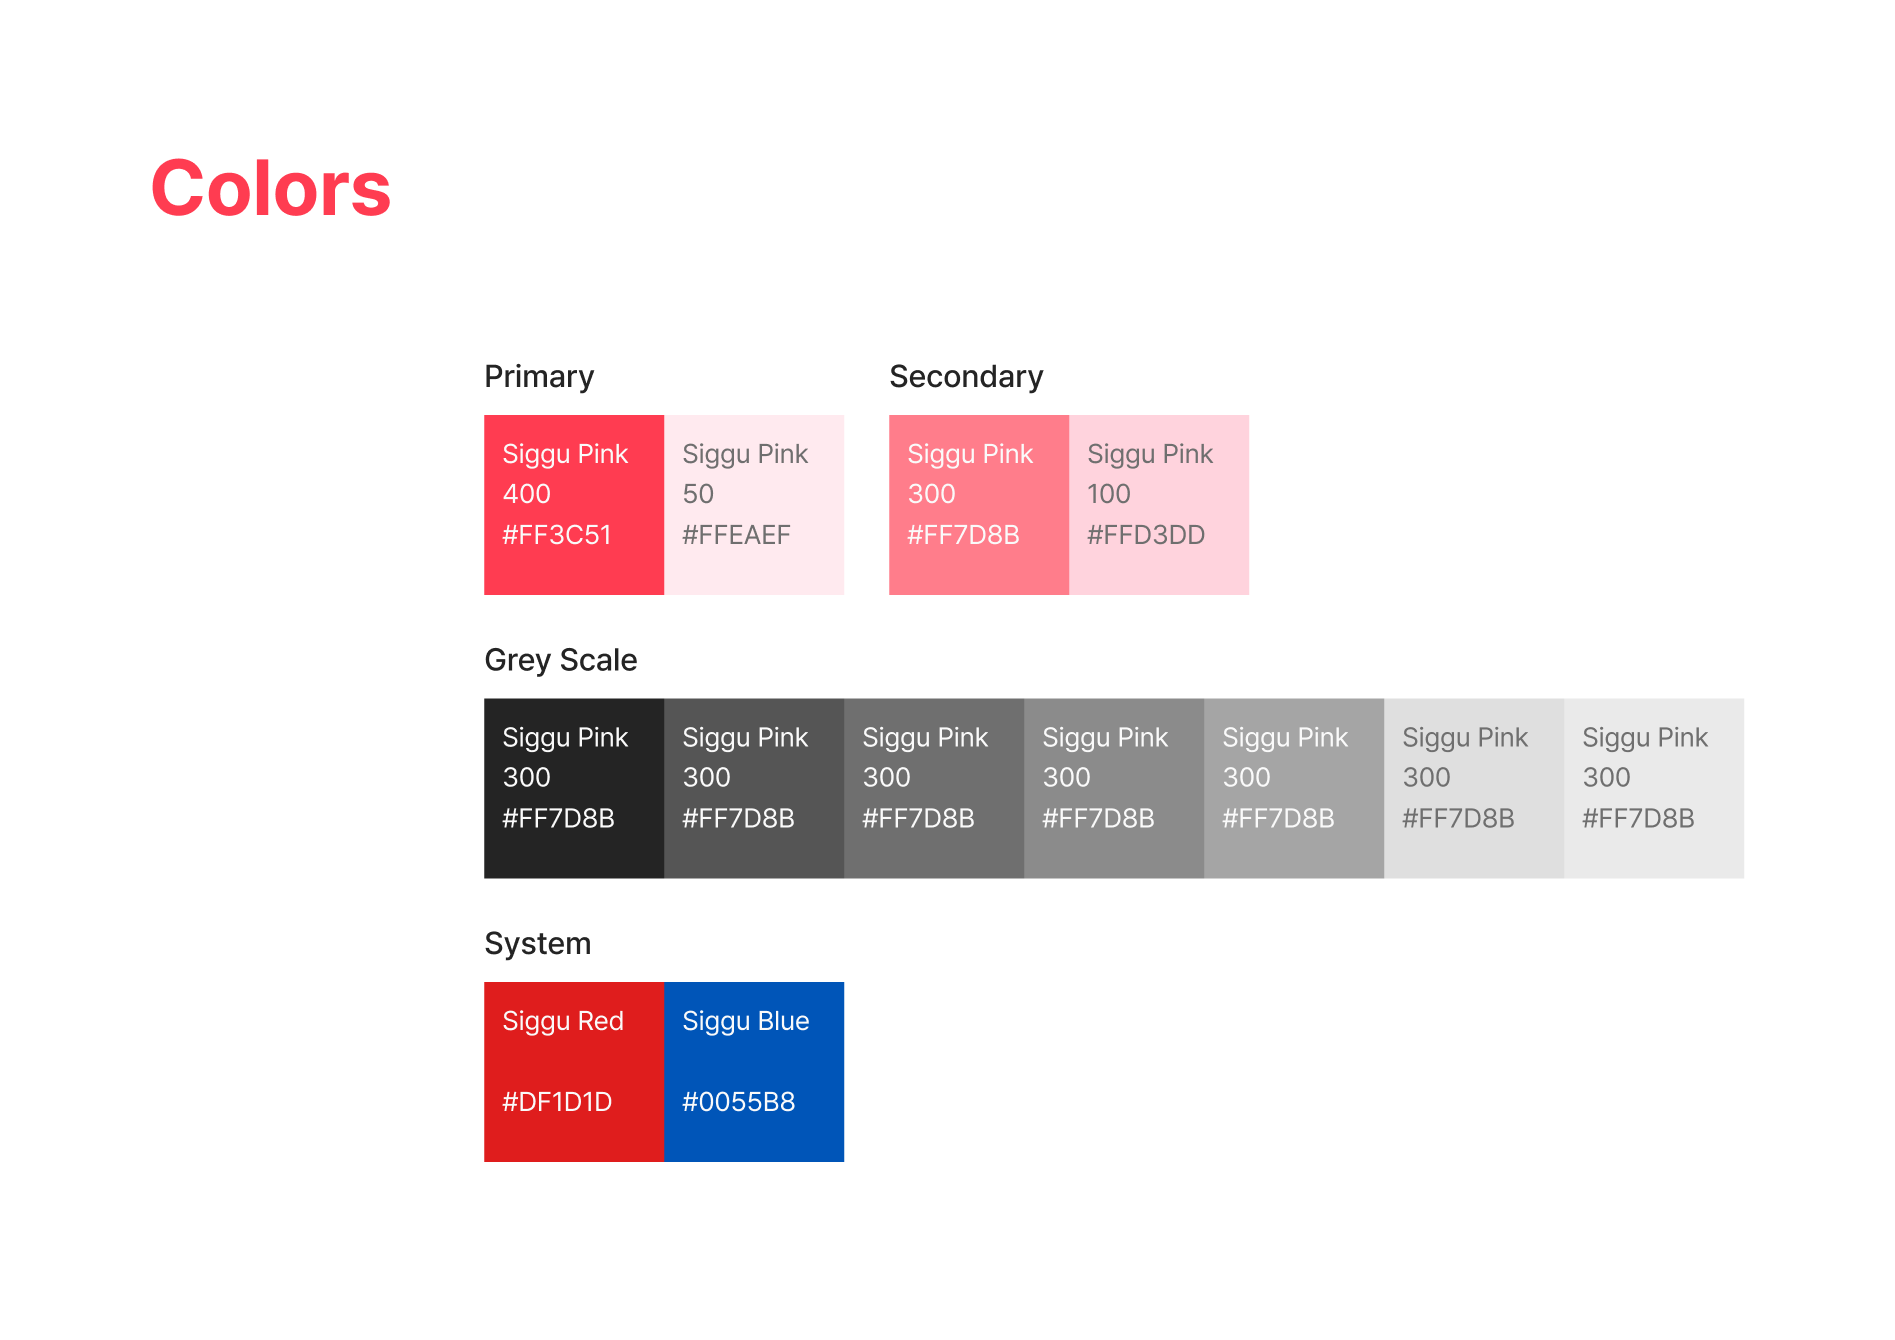 Colors
Primary
Siggu Pink
400
#FF3C51
Siggu Pink
50
#FFEAEF
Secondary
Siggu Pink
300
#FF7D8B
Siggu Pink
100
#FFD3DD
Grey Scale
Siggu Pink
300
#FF7D8B
Siggu Pink
300
#FF7D8B
Siggu Pink
300
#FF7D8B
Siggu Pink
300
#FF7D8B
Siggu Pink
300
#FF7D8B
Siggu Pink
300
#FF7D8B
Siggu Pink
300
#FF7D8B
System
Siggu Red
#DF1D1D
Siggu Blue
#0055B8